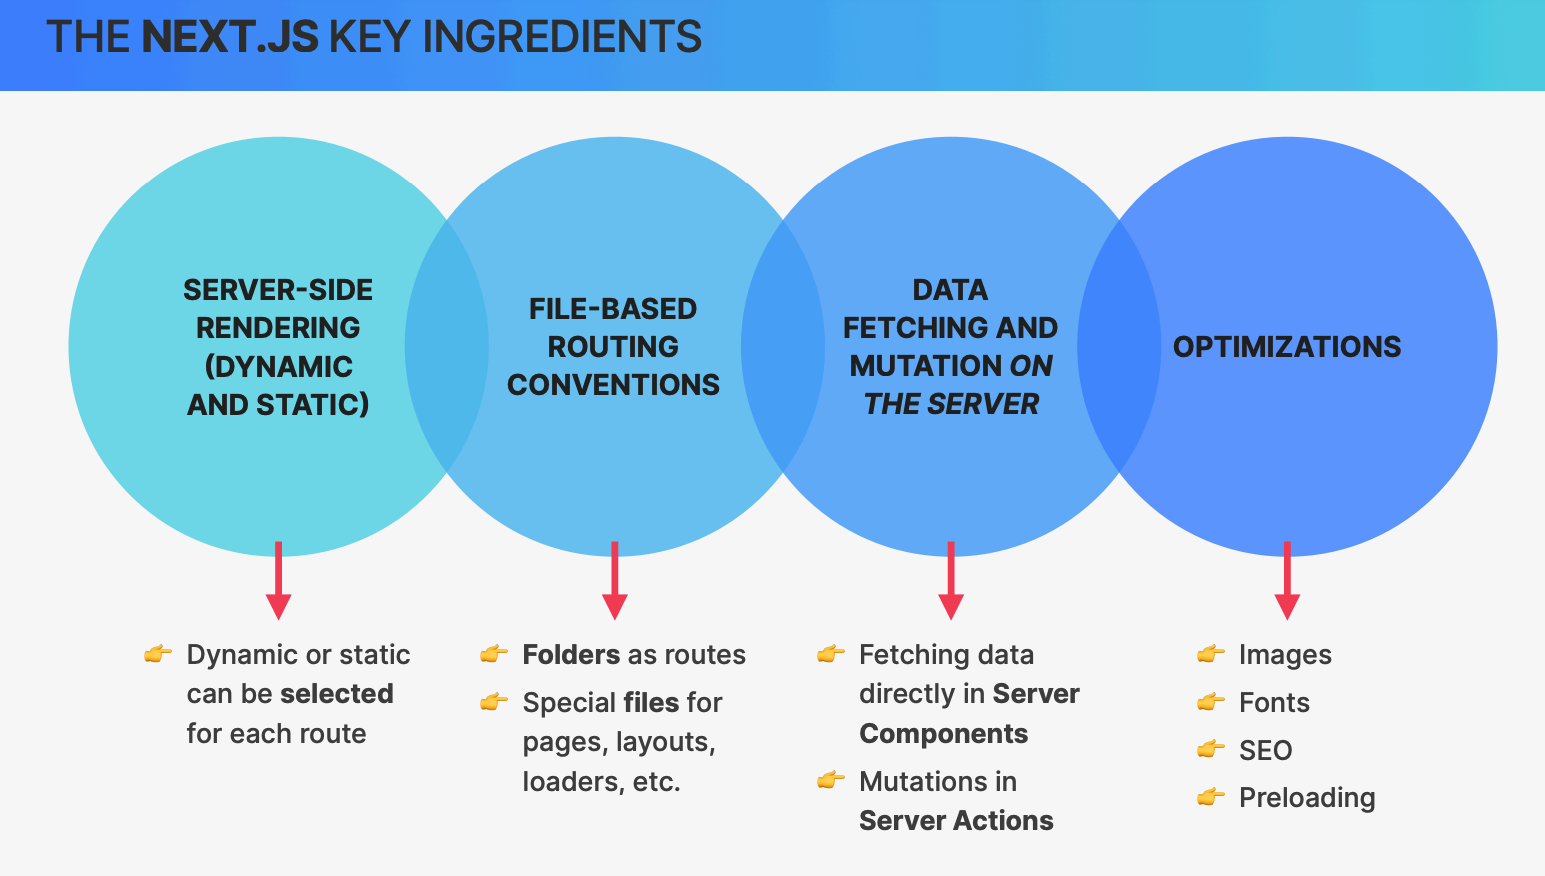 THE NEXT.JS KEY INGREDIENTS
SERVER-SIDE
RENDERING
(DYNAMIC
AND STATIC)
FILE-BASED
ROUTING
CONVENTIONS
DATA
FETCHING AND
MUTATION ON
THE SERVER
OPTIMIZATIONS
👉 Dynamic or static
can be selected
for each route
👉 Folders as routes
👉 Special files for
pages, layouts,
loaders, etc.
👉 Fetching data
directly in Server
Components
👉 Mutations in
Server Actions
👉 Images
👉 Fonts
👉 SEO
👉 Preloading